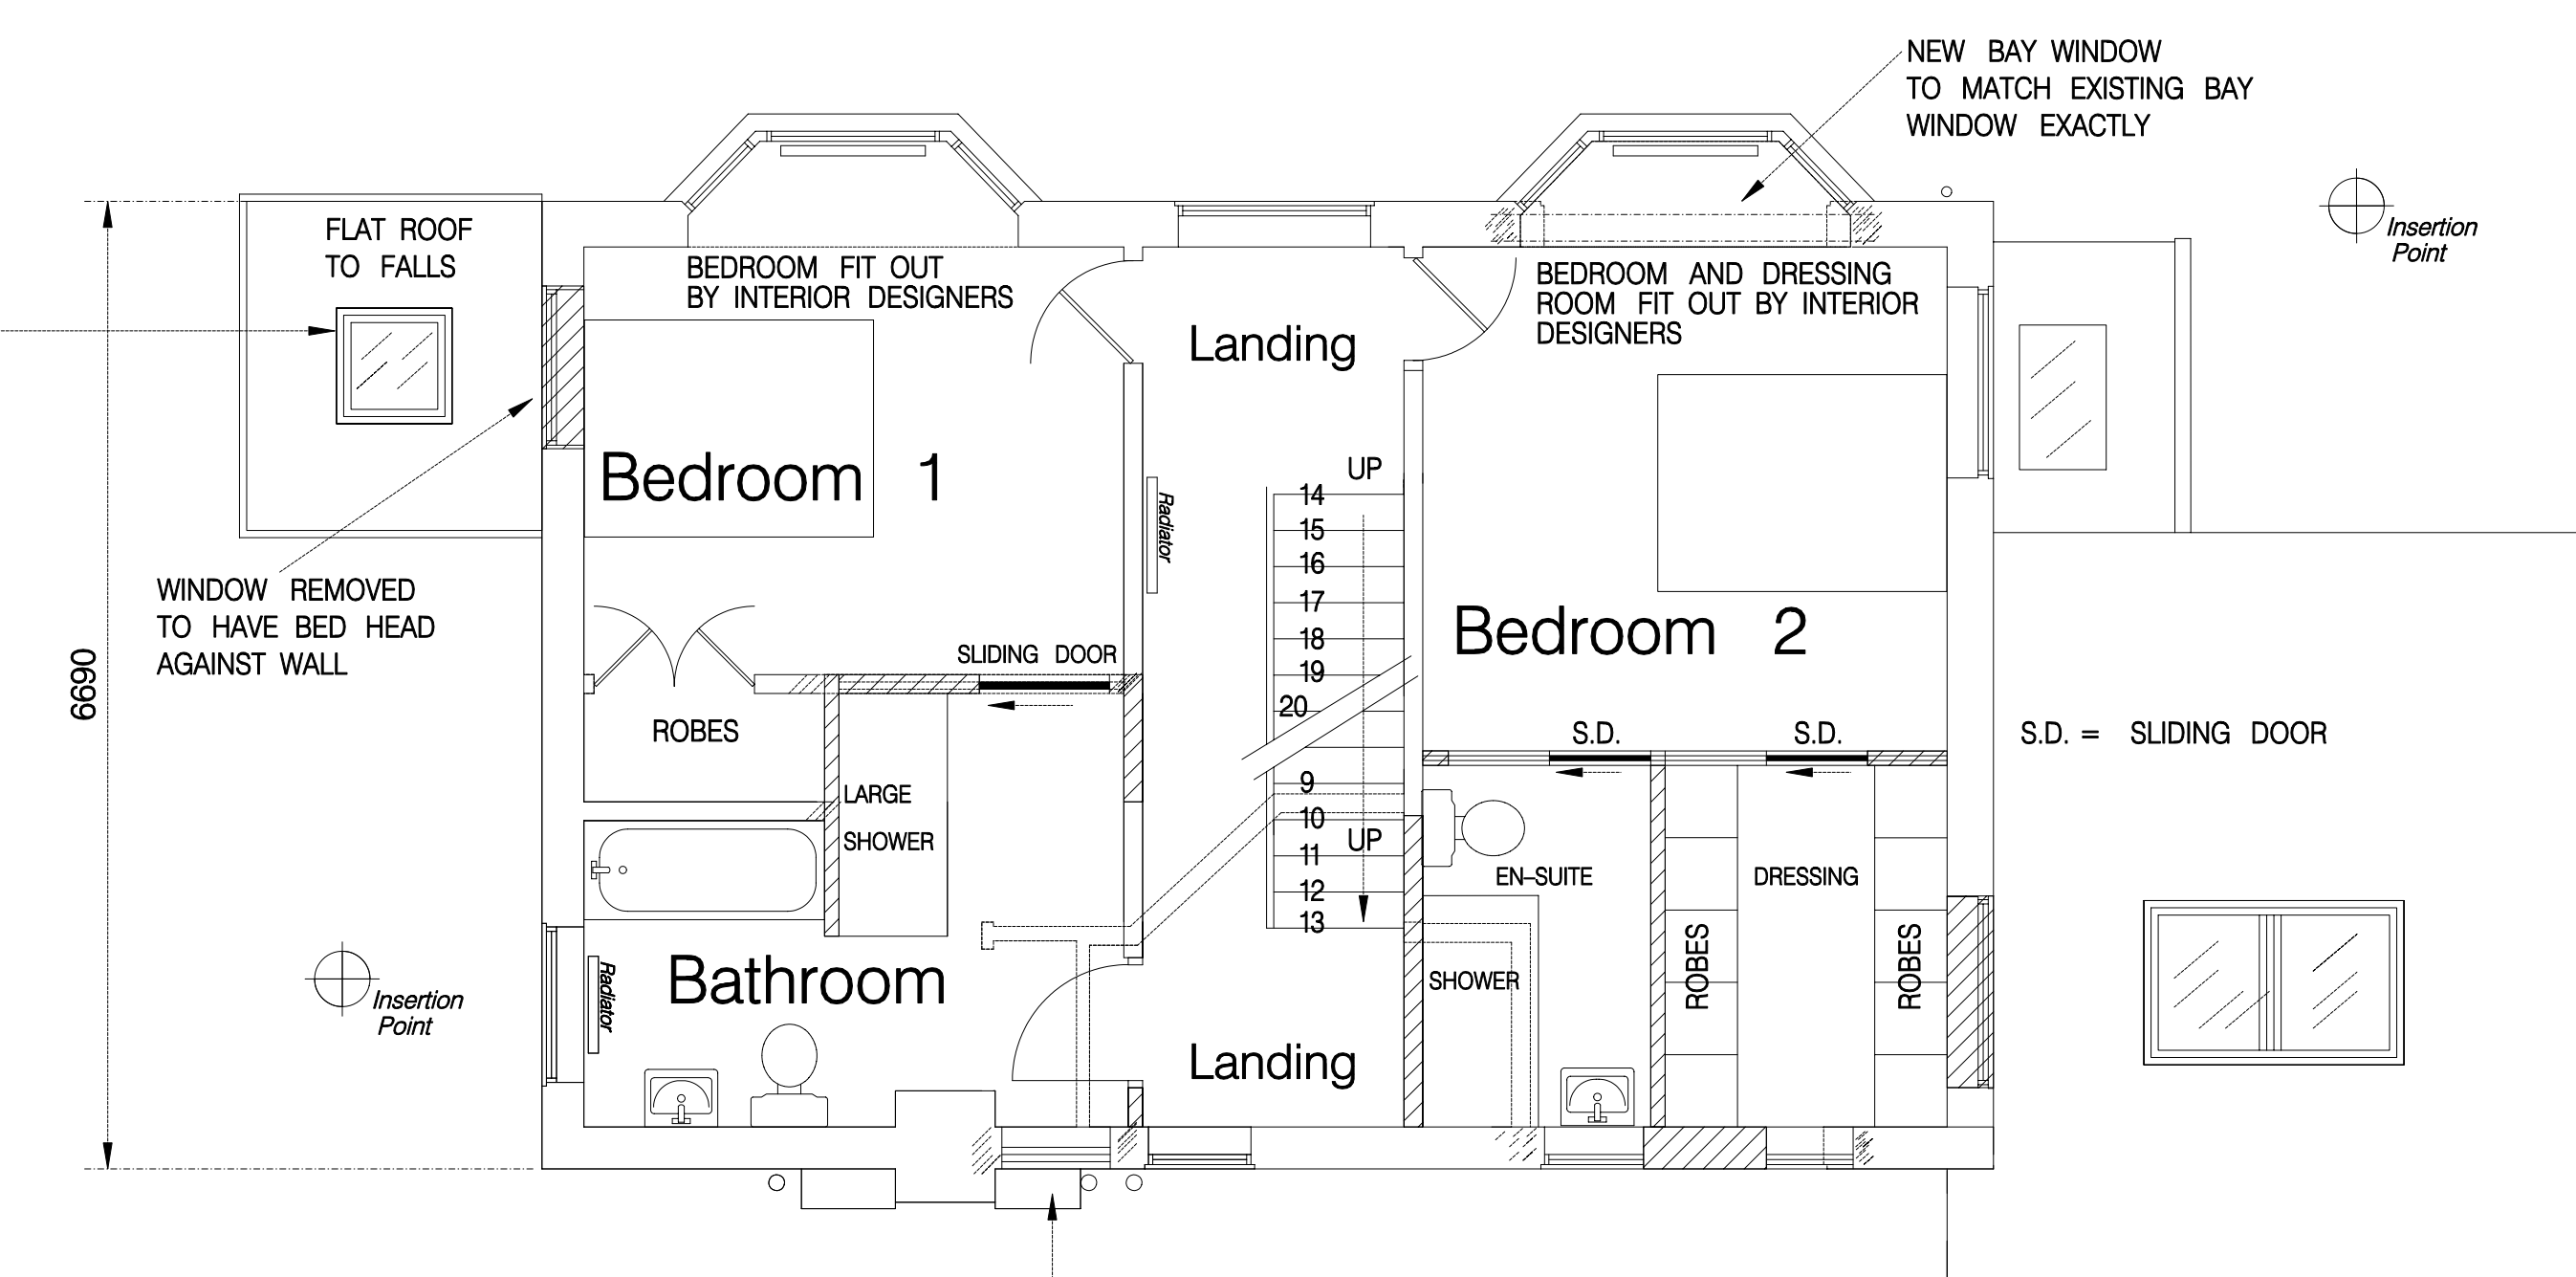 NEW BAY WINDOW
TO MATCH EXISTING BAY
WINDOW EXACTLY
Insertion
Point
FLAT ROOF
TO FALLS
BEDROOM FIT OUT
BY INTERIOR DESIGNERS
BEDROOM AND DRESSING
ROOM FIT OUT BY INTERIOR
DESIGNERS
Landing
Bedroom 1
UP
14
15
16
17
18
19
20
Radiator
WINDOW REMOVED
TO HAVE BED HEAD
AGAINST WALL
6690
Bedroom 2
SLIDING DOOR
ROBES
S.D.
S.D.
S.D. = SLIDING DOOR
LARGE
SHOWER
9
10
UP
11
12
13
EN-SUITE
DRESSING
ROBES
ROBES
SHOWER
Bathroom
Radiator
Insertion
Point
Landing